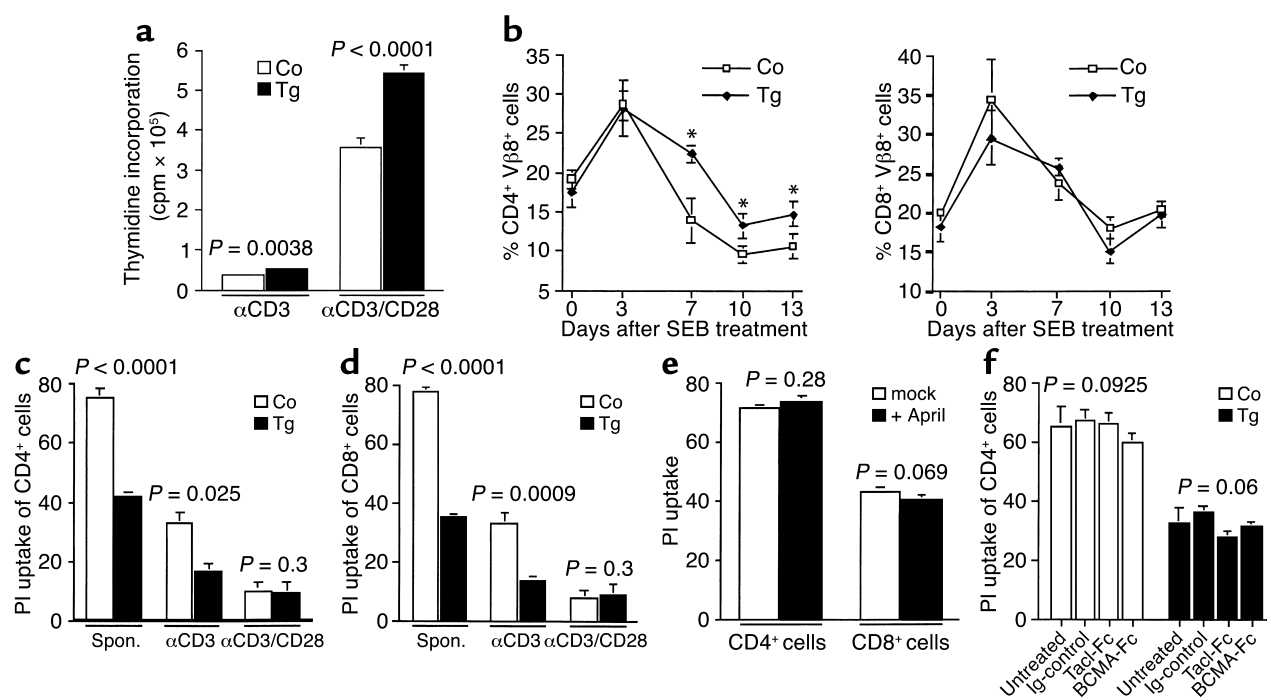 a
Thymidine incorporation
(cpm × 10⁵)
6
5
4
3
2
1
0
Co
Tg
P < 0.0001
P = 0.0038
αCD3
αCD3/CD28
b
% CD4⁺ Vβ8⁺ cells
35
30
25
20
15
10
5
Co
Tg
*
*
*
0 3 7 10 13
Days after SEB treatment
% CD8⁺ Vβ8⁺ cells
40
35
30
25
20
15
10
Co
Tg
0 3 7 10 13
Days after SEB treatment
c
PI uptake of CD4⁺ cells
80
60
40
20
0
P < 0.0001
Co
Tg
P = 0.025
P = 0.3
Spon. αCD3 αCD3/CD28
d
PI uptake of CD8⁺ cells
80
60
40
20
0
P < 0.0001
Co
Tg
P = 0.0009
P = 0.3
Spon. αCD3 αCD3/CD28
e
PI uptake
80
60
40
20
0
P = 0.28
mock
+ April
P = 0.069
CD4⁺ cells CD8⁺ cells
f
PI uptake of CD4⁺ cells
80
60
40
20
0
P = 0.0925
Co
Tg
P = 0.06
Untreated
Ig-control
TacI-Fc
BCMA-Fc
Untreated
Ig-control
TacI-Fc
BCMA-Fc